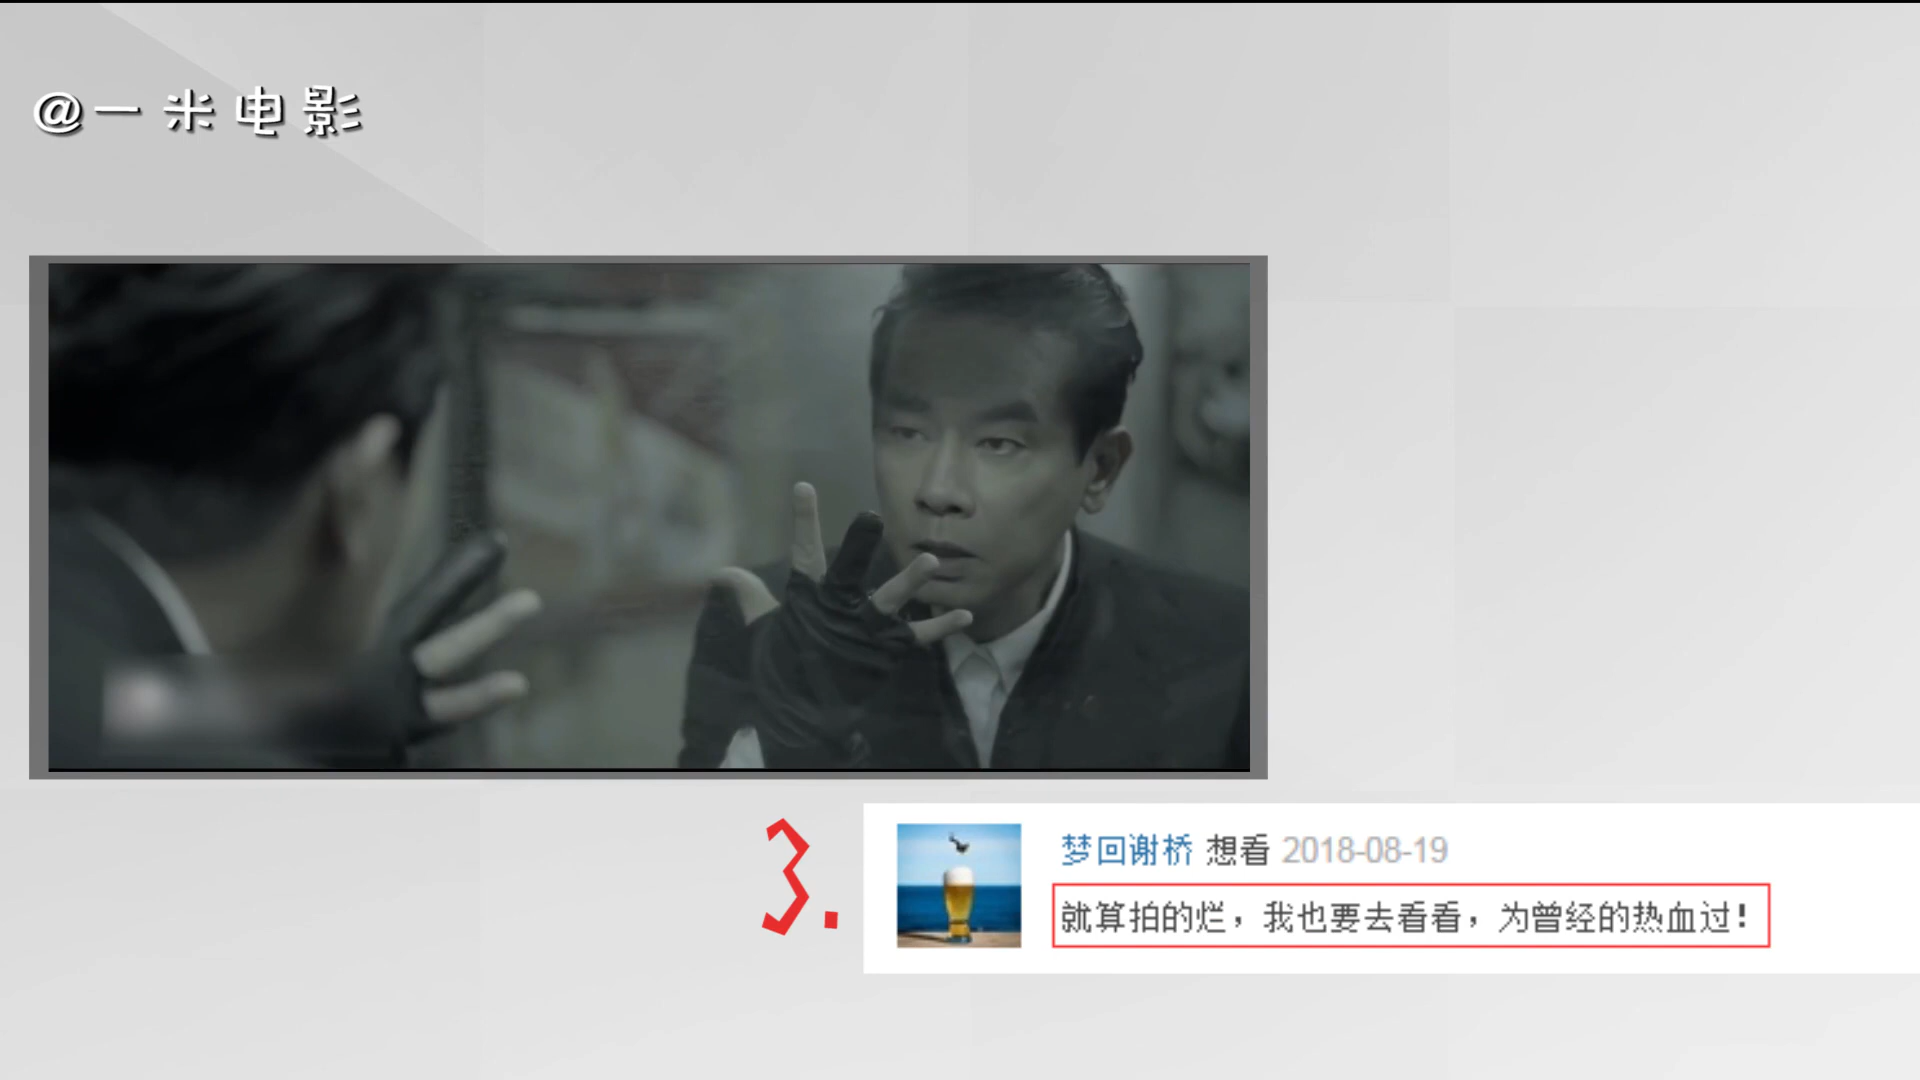 @一米电影
3.
梦回谢桥 想看 2018-08-19
就算拍的烂，我也要去看看，为曾经的热血过！